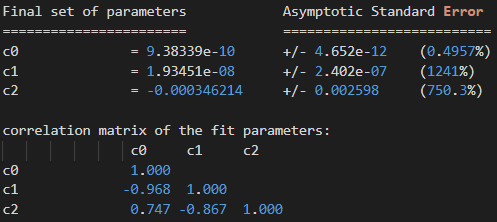 Final set of parameters Asymptotic Standard Error
======================= ==========================
c0 = 9.38339e-10 +/- 4.652e-12 (0.4957%)
c1 = 1.93451e-08 +/- 2.402e-07 (1241%)
c2 = -0.000346214 +/- 0.002598 (750.3%)
correlation matrix of the fit parameters:
c0 c1 c2
c0 1.000
c1 -0.968 1.000
c2 0.747 -0.867 1.000